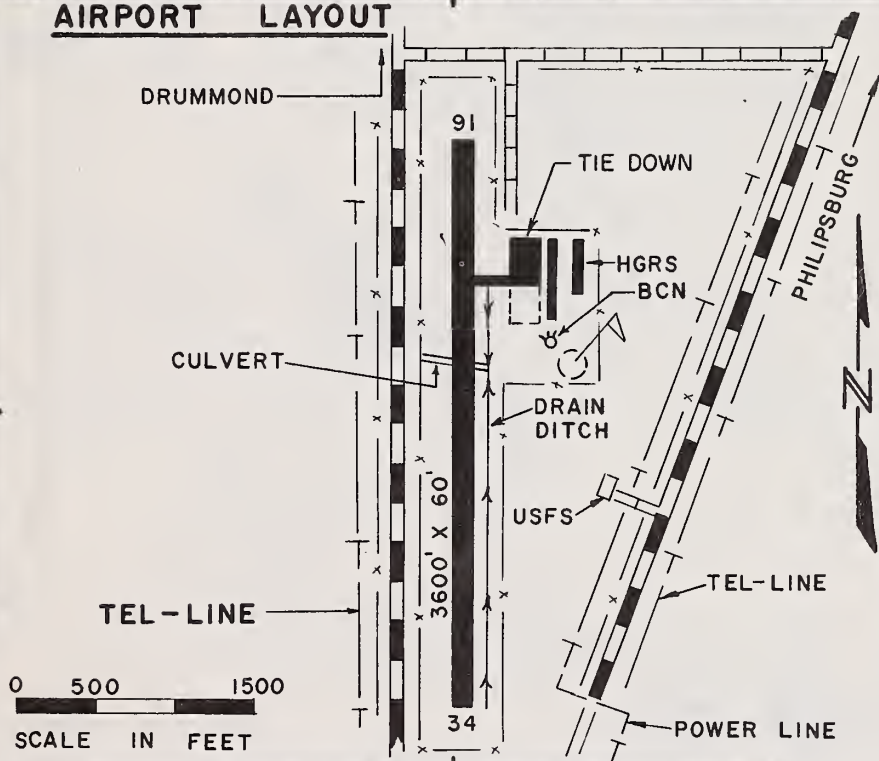 AIRPORT LAYOUT
DRUMMOND
91
TIE DOWN
PHILIPSBURG
HGRS
BCN
CULVERT
DRAIN
DITCH
N
3600' X 60'
USFS
TEL-LINE
TEL-LINE
0 500 1500
34
POWER LINE
SCALE IN FEET